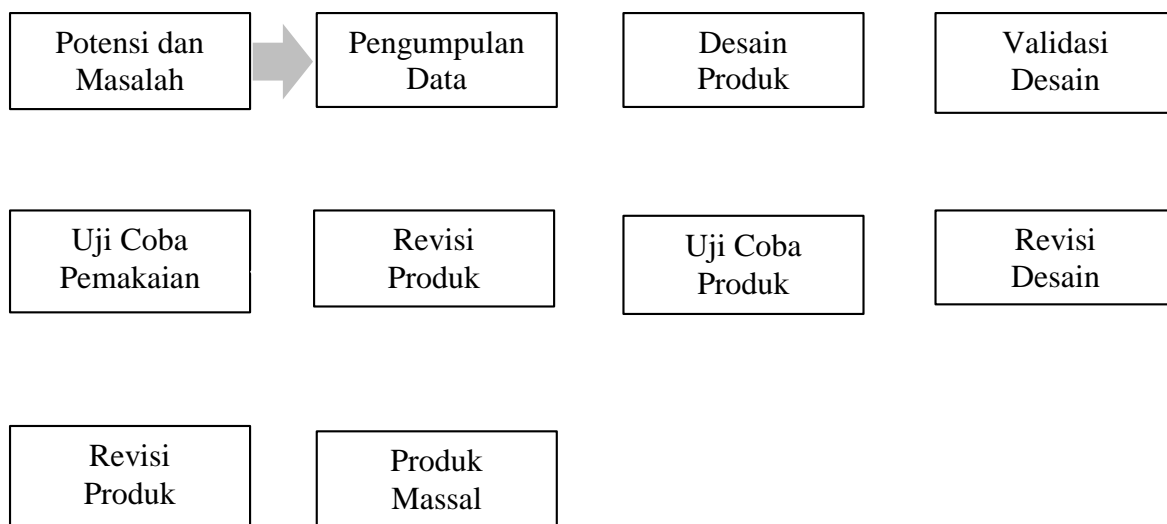 Potensi dan
Masalah
Pengumpulan
Data
Desain
Produk
Validasi
Desain
Uji Coba
Pemakaian
Revisi
Produk
Uji Coba
Produk
Revisi
Desain
Revisi
Produk
Produk
Massal